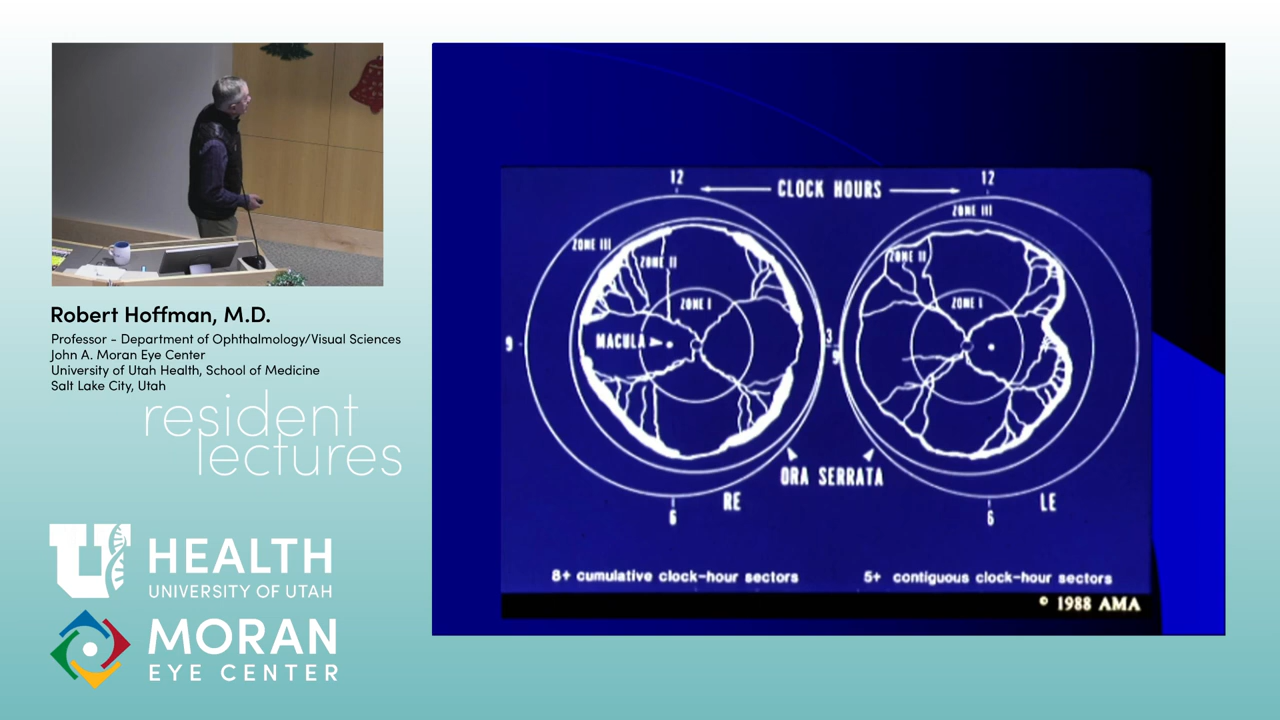 Robert Hoffman, M.D.
Professor - Department of Ophthalmology/Visual Sciences
John A. Moran Eye Center
University of Utah Health, School of Medicine
Salt Lake City, Utah
resident
lectures
U HEALTH
UNIVERSITY OF UTAH
MORAN
EYE CENTER
12
CLOCK HOURS
12
ZONE III
ZONE III
ZONE II
ZONE II
ZONE I
ZONE I
9
MACULA
3
9
ORA SERRATA
RE
LE
6
6
8+ cumulative clock-hour sectors
5+ contiguous clock-hour sectors
© 1988 AMA